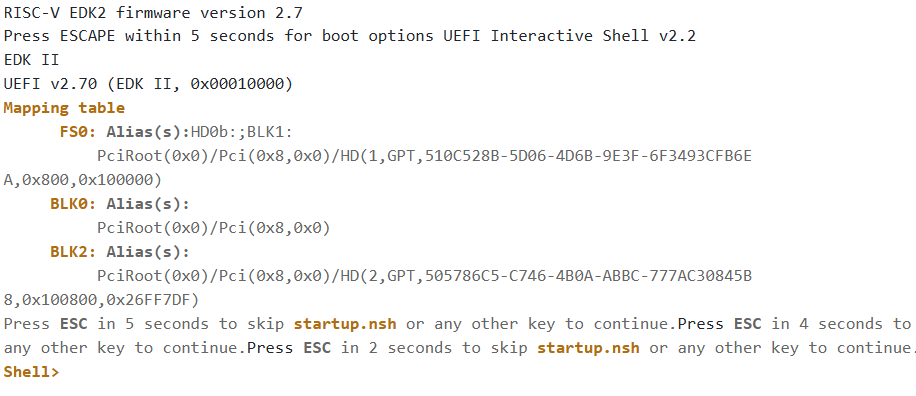 RISC-V EDK2 firmware version 2.7
Press ESCAPE within 5 seconds for boot options UEFI Interactive Shell v2.2
EDK II
UEFI v2.70 (EDK II, 0x00010000)
Mapping table
FS0: Alias(s):HD0b:;BLK1:
PciRoot(0x0)/Pci(0x8,0x0)/HD(1,GPT,510C528B-5D06-4D6B-9E3F-6F3493CFB6E
A,0x800,0x100000)
BLK0: Alias(s):
PciRoot(0x0)/Pci(0x8,0x0)
BLK2: Alias(s):
PciRoot(0x0)/Pci(0x8,0x0)/HD(2,GPT,505786C5-C746-4B0A-ABBC-777AC30845B
8,0x100800,0x26FF7DF)
Press ESC in 5 seconds to skip startup.nsh or any other key to continue.Press ESC in 4 seconds to
any other key to continue.Press ESC in 2 seconds to skip startup.nsh or any other key to continue.
Shell>